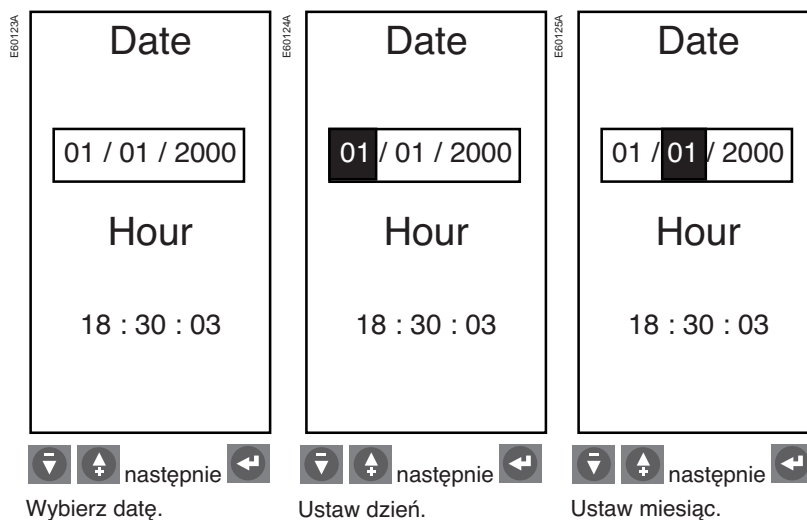 E60123A
Date
01 / 01 / 2000
Hour
18 : 30 : 03
następnie
Wybierz datę.
E60124A
Date
01 / 01 / 2000
Hour
18 : 30 : 03
następnie
Ustaw dzień.
E60125A
Date
01 / 01 / 2000
Hour
18 : 30 : 03
następnie
Ustaw miesiąc.